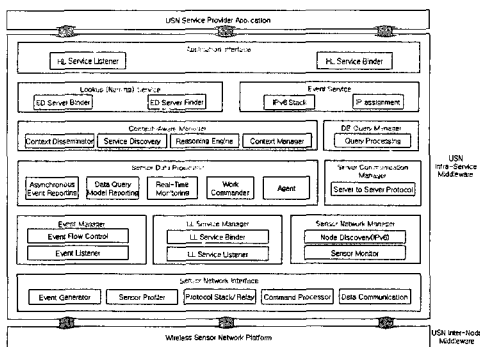 USN Service Provider Application
Application Interface
HL Service Listener
HL Service Binder
Lookup (Naming) Service
ED Server Binder
ED Server Finder
Event Service
IPv6 Stack
IP assignment
Context-Aware Manager
Context Disseminator
Service Discovery
Reasoning Engine
Context Manager
DB Query Manager
Query Processing
USN
Infra-Service
Middleware
Sensor Data Processor
Asynchronous
Event Reporting
Data Query
Model Reporting
Real-Time
Monitoring
Work
Commander
Agent
Server Communication
Manager
Server to Server Protocol
Event Manager
Event Flow Control
Event Listener
LL Service Manager
LL Service Binder
LL Service Listener
Sensor Network Manager
Node Discovery(IPv6)
Sensor Monitor
Sensor Network Interface
Event Generator
Sensor Profiler
Protocol Stack/ Relay
Command Processor
Data Communication
Wireless Sensor Network Platform
USN Inter-Node
Middleware